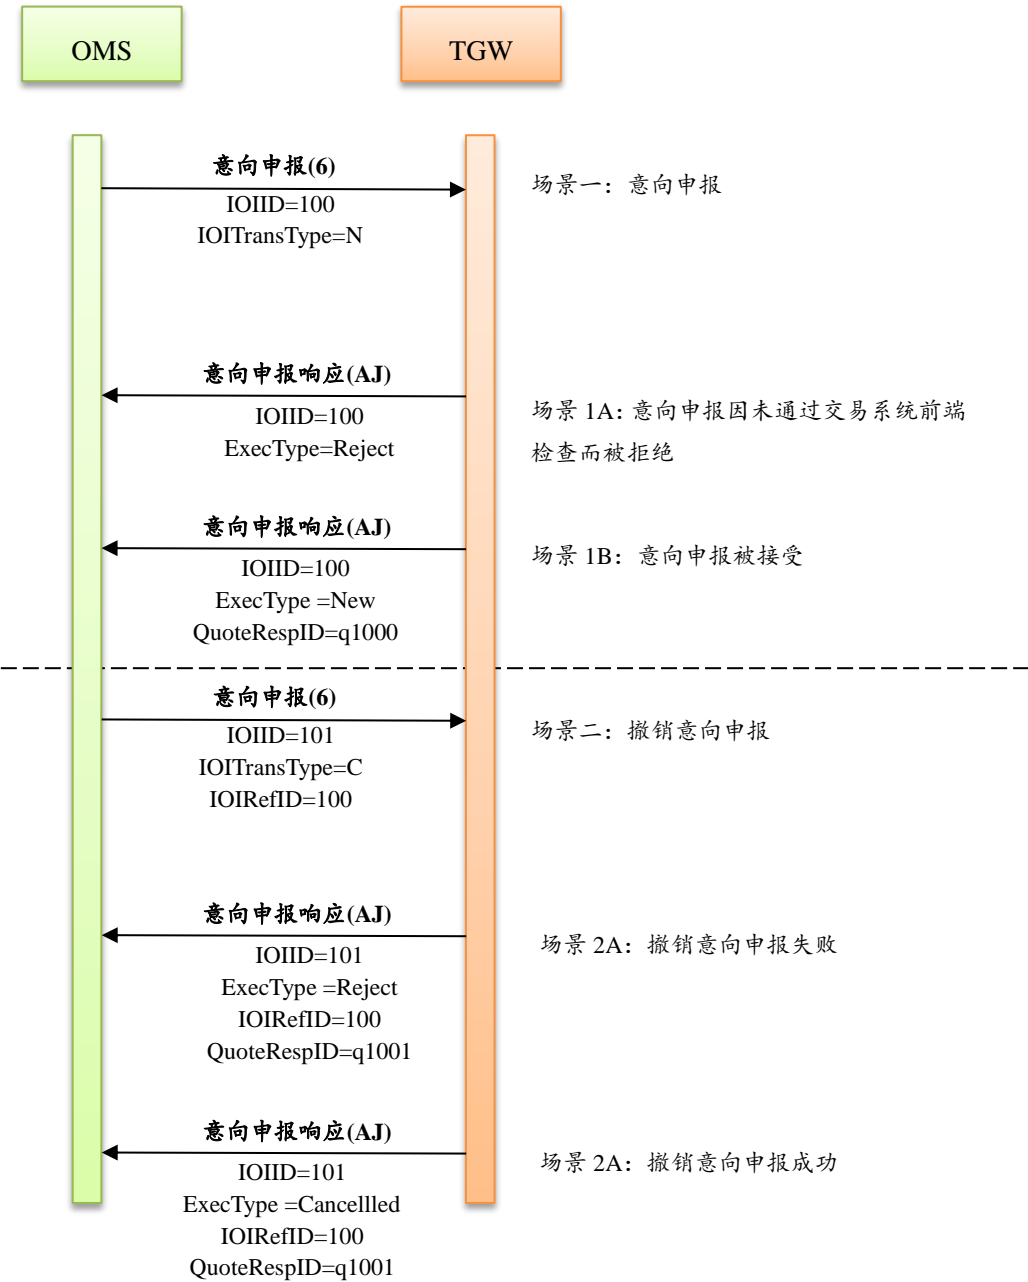 OMS
TGW
意向申报(6)
场景一：意向申报
IOIID=100
IOITransType=N
意向申报响应(AJ)
IOIID=100
ExecType=Reject
场景 1A：意向申报因未通过交易系统前端
检查而被拒绝
意向申报响应(AJ)
场景 1B：意向申报被接受
IOIID=100
ExecType =New
QuoteRespID=q1000
意向申报(6)
场景二：撤销意向申报
IOIID=101
IOITransType=C
IOIRefID=100
意向申报响应(AJ)
场景 2A：撤销意向申报失败
IOIID=101
ExecType =Reject
IOIRefID=100
QuoteRespID=q1001
意向申报响应(AJ)
场景 2A：撤销意向申报成功
IOIID=101
ExecType =Cancellled
IOIRefID=100
QuoteRespID=q1001